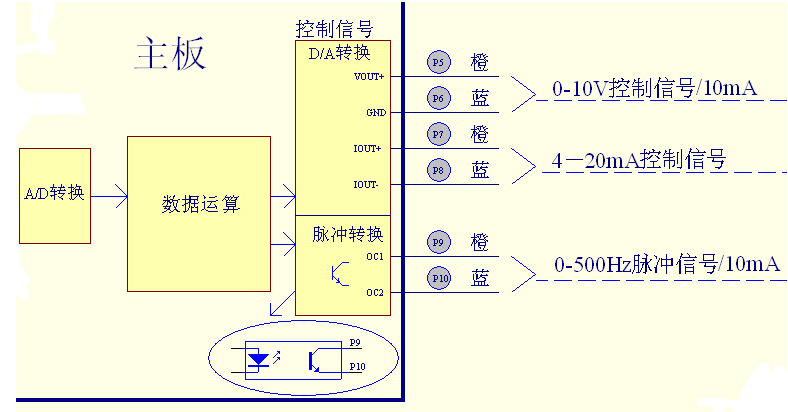 主板
控制信号
D/A转换
VOUT+
GND
IOUT+
IOUT-
A/D转换
数据运算
脉冲转换
OC1
OC2
P5 橙
P6 蓝
0-10V控制信号/10mA
P7 橙
P8 蓝
4－20mA控制信号
P9 橙
P10 蓝
0-500Hz脉冲信号/10mA
P9
P10